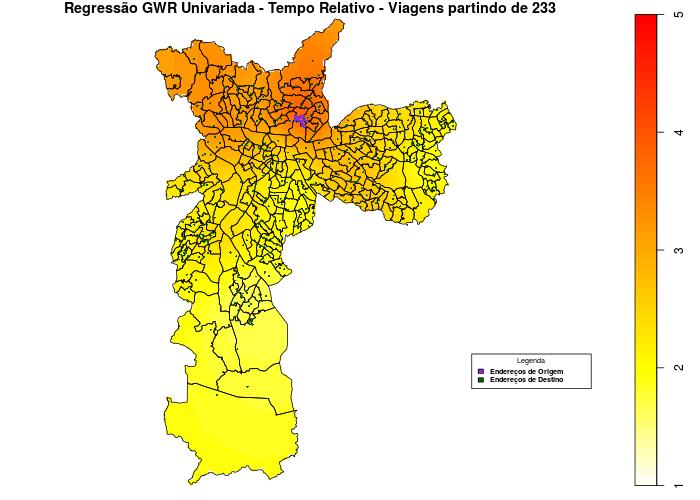 Regressão GWR Univariada - Tempo Relativo - Viagens partindo de 233
5
4
3
2
1
Legenda
Endereços de Origem
Endereços de Destino